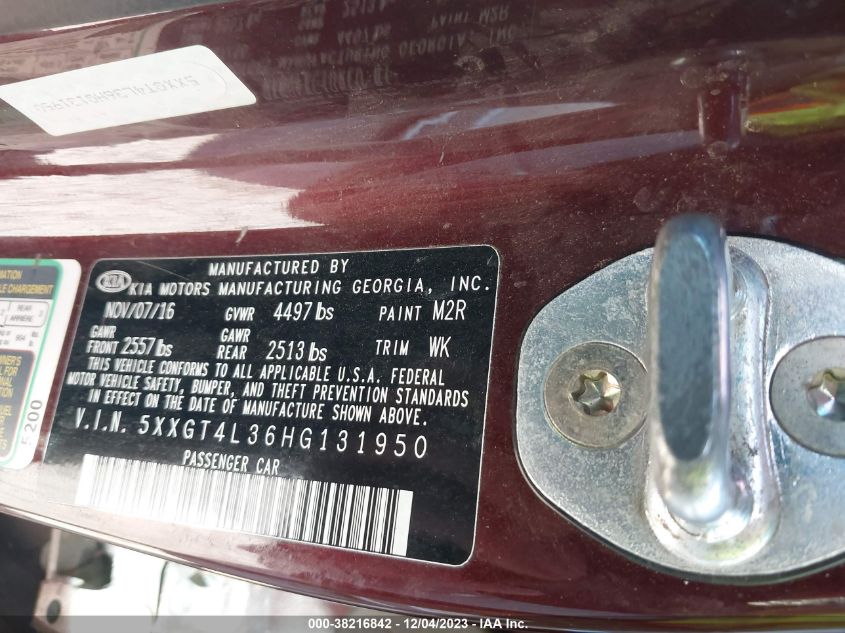 MANUFACTURED BY
KIA KIA MOTORS MANUFACTURING GEORGIA, INC.
NOV/07/16 GVWR 4497 lbs PAINT M2R
GAWR GAWR
FRONT 2557 lbs REAR 2513 lbs TRIM WK
THIS VEHICLE CONFORMS TO ALL APPLICABLE U.S.A. FEDERAL
MOTOR VEHICLE SAFETY, BUMPER, AND THEFT PREVENTION STANDARDS
IN EFFECT ON THE DATE OF MANUFACTURE SHOWN ABOVE.
V.I.N. 5XXGT4L36HG131950
PASSENGER CAR
REAR
ARRIÈRE
5200
000-38216842 - 12/04/2023 - IAA Inc.